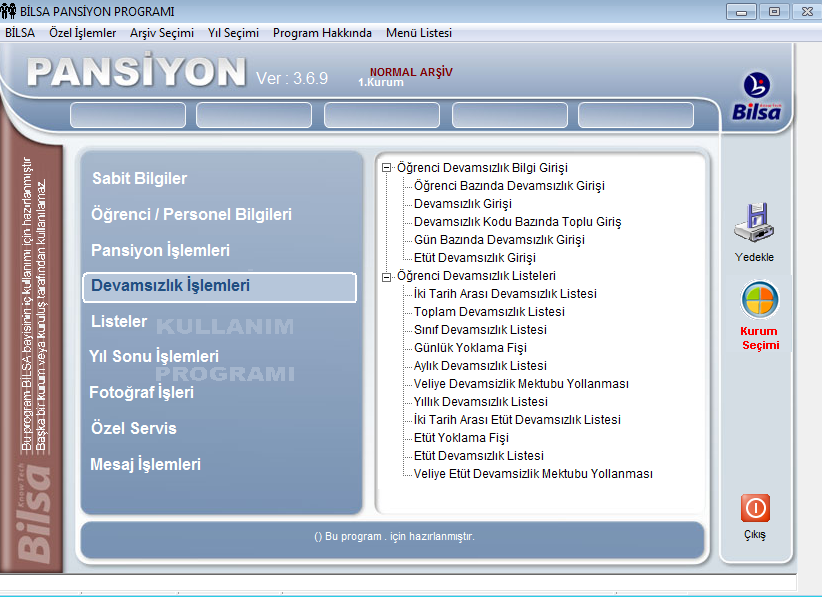 BİLSA PANSİYON PROGRAMI
BİLSA Özel İşlemler Arşiv Seçimi Yıl Seçimi Program Hakkında Menü Listesi
PANSİYON Ver : 3.6.9
NORMAL ARŞİV
1.Kurum
Bilsa
Know Tech
Bu program BİLSA bayisinin iç kullanımı için hazırlanmıştır
Başka bir kurum veya kuruluş tarafından kullanılamaz.
Bilsa
Know Tech
Sabit Bilgiler
Öğrenci / Personel Bilgileri
Pansiyon İşlemleri
Devamsızlık İşlemleri
Listeler
KULLANIM
Yıl Sonu İşlemleri
PROGRAMI
Fotoğraf İşleri
Özel Servis
Mesaj İşlemleri
Öğrenci Devamsızlık Bilgi Girişi
Öğrenci Bazında Devamsızlık Girişi
Devamsızlık Girişi
Devamsızlık Kodu Bazında Toplu Giriş
Gün Bazında Devamsızlık Girişi
Etüt Devamsızlık Girişi
Öğrenci Devamsızlık Listeleri
İki Tarih Arası Devamsızlık Listesi
Toplam Devamsızlık Listesi
Sınıf Devamsızlık Listesi
Günlük Yoklama Fişi
Aylık Devamsızlık Listesi
Veliye Devamsizlik Mektubu Yollanması
Yıllık Devamsızlık Listesi
İki Tarih Arası Etüt Devamsızlık Listesi
Etüt Yoklama Fişi
Etüt Devamsızlık Listesi
Veliye Etüt Devamsizlik Mektubu Yollanması
Yedekle
Kurum
Seçimi
Çıkış
() Bu program . için hazırlanmıştır.